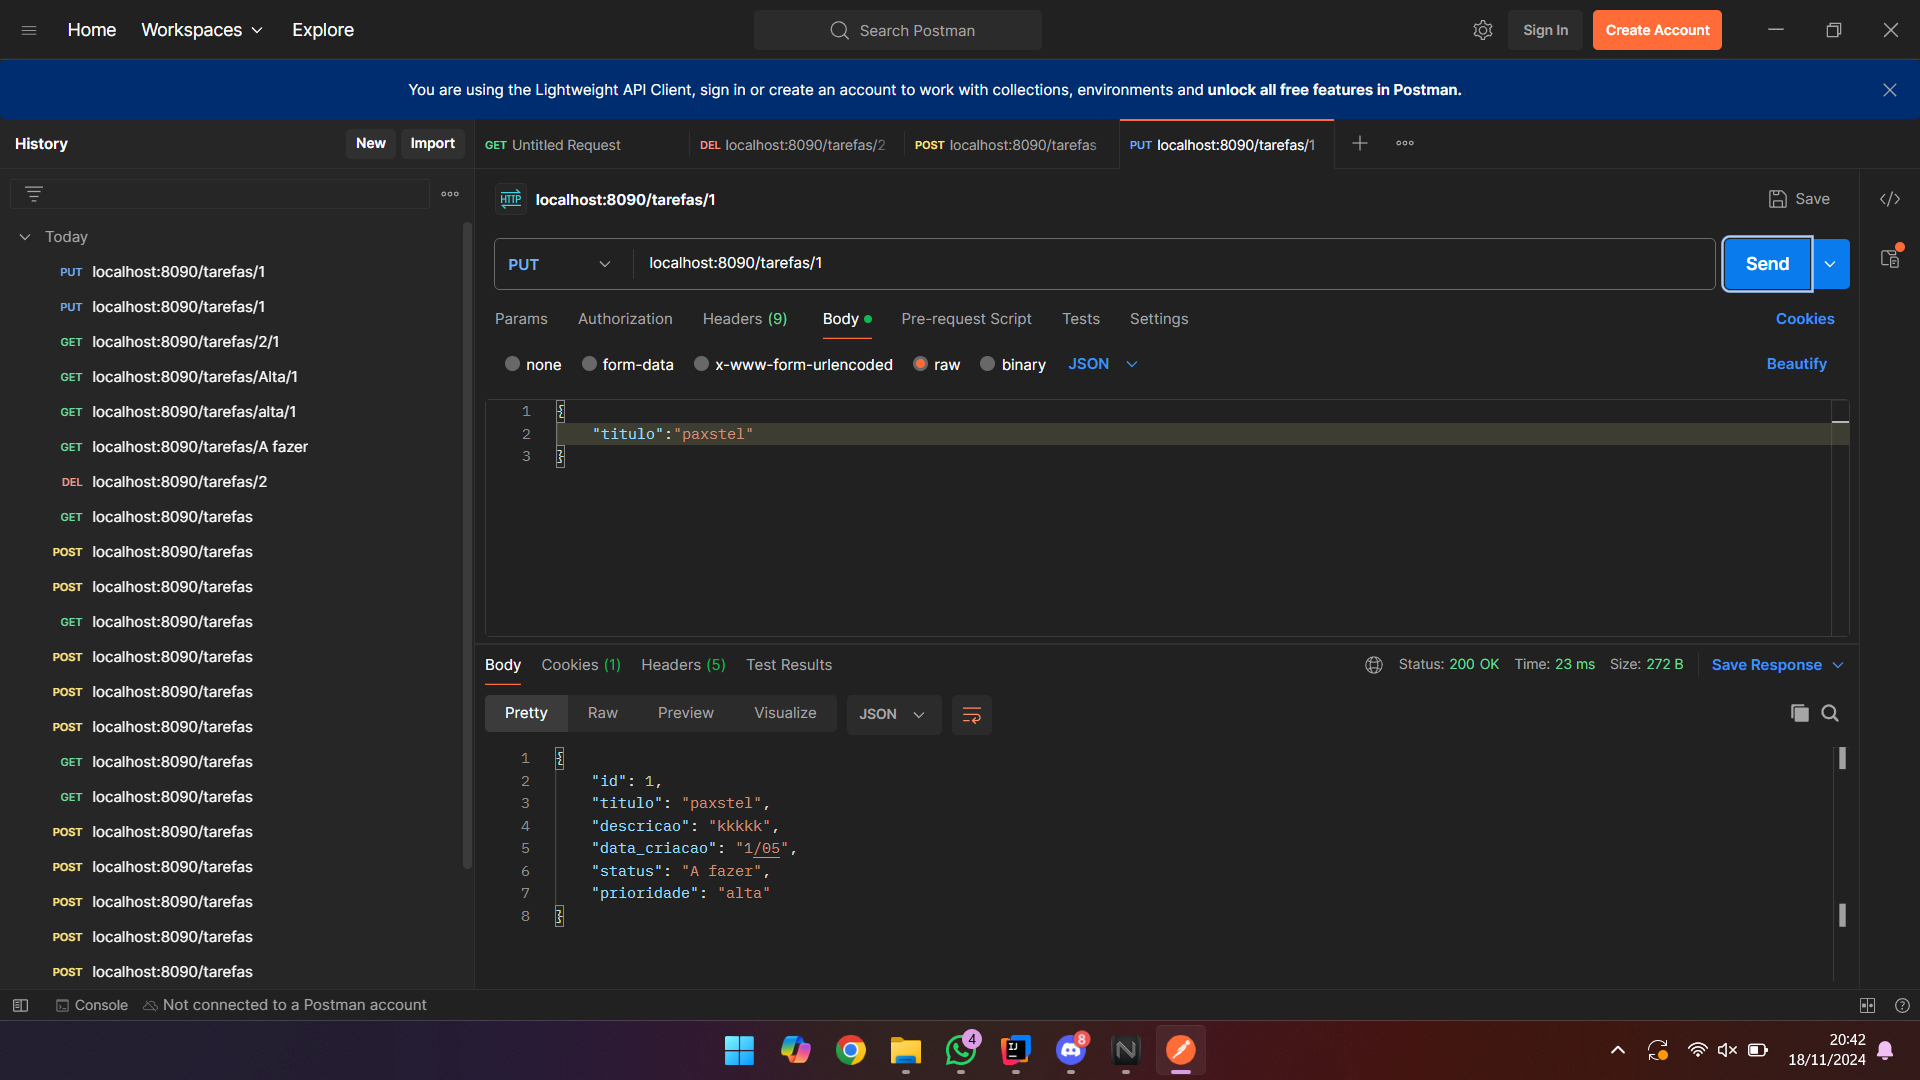 Home Workspaces Explore Search Postman Sign In Create Account
You are using the Lightweight API Client, sign in or create an account to work with collections, environments and unlock all free features in Postman.
History New Import
GET Untitled Request DEL localhost:8090/tarefas/2 POST localhost:8090/tarefas PUT localhost:8090/tarefas/1
Today
PUT localhost:8090/tarefas/1
PUT localhost:8090/tarefas/1
GET localhost:8090/tarefas/2/1
GET localhost:8090/tarefas/Alta/1
GET localhost:8090/tarefas/alta/1
GET localhost:8090/tarefas/A fazer
DEL localhost:8090/tarefas/2
GET localhost:8090/tarefas
POST localhost:8090/tarefas
POST localhost:8090/tarefas
GET localhost:8090/tarefas
POST localhost:8090/tarefas
POST localhost:8090/tarefas
POST localhost:8090/tarefas
GET localhost:8090/tarefas
GET localhost:8090/tarefas
POST localhost:8090/tarefas
POST localhost:8090/tarefas
POST localhost:8090/tarefas
POST localhost:8090/tarefas
POST localhost:8090/tarefas
HTTP localhost:8090/tarefas/1 Save
PUT localhost:8090/tarefas/1 Send
Params Authorization Headers (9) Body Pre-request Script Tests Settings Cookies
none form-data x-www-form-urlencoded raw binary JSON Beautify
1 {
2 "titulo":"paxstel"
3 }
Body Cookies (1) Headers (5) Test Results Status: 200 OK Time: 23 ms Size: 272 B Save Response
Pretty Raw Preview Visualize JSON
1 {
2 "id": 1,
3 "titulo": "paxstel",
4 "descricao": "kkkkk",
5 "data_criacao": "1/05",
6 "status": "A fazer",
7 "prioridade": "alta"
8 }
Console Not connected to a Postman account
4
IJ
8
20:42
18/11/2024